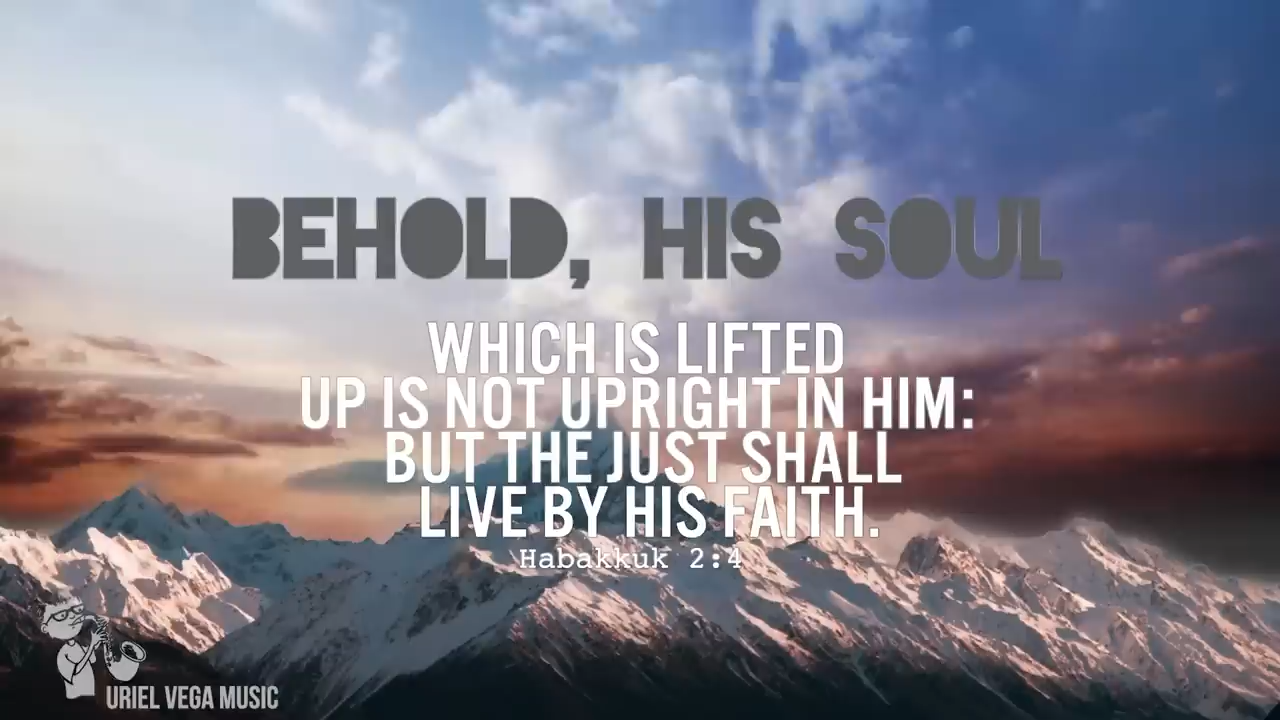 BEHOLD, HIS SOUL
WHICH IS LIFTED
UP IS NOT UPRIGHT IN HIM:
BUT THE JUST SHALL
LIVE BY HIS FAITH.
Habakkuk 2:4
URIEL VEGA MUSIC